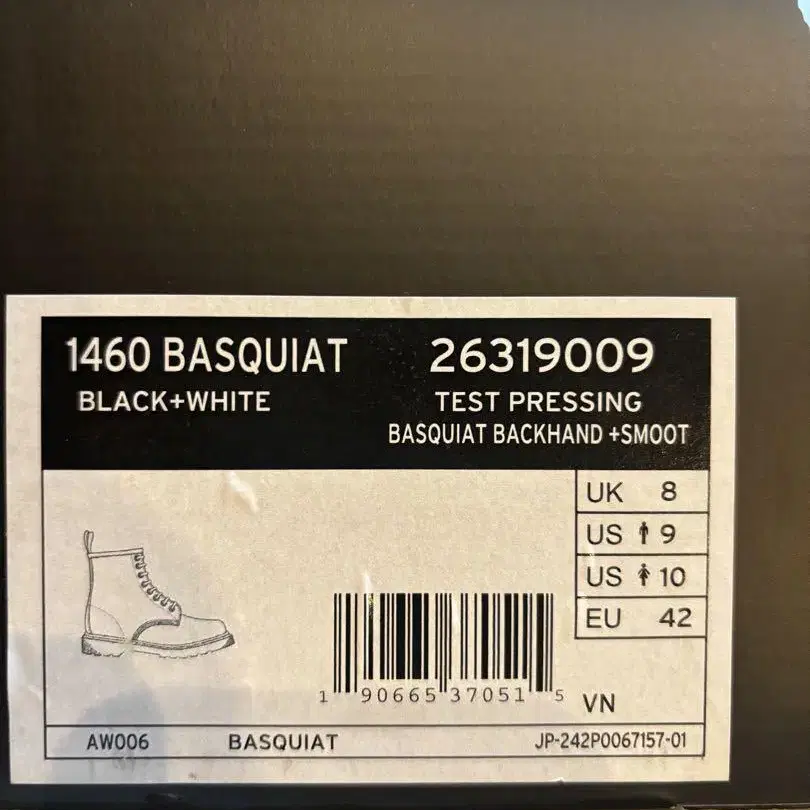 1460 BASQUIAT 26319009
BLACK+WHITE TEST PRESSING
BASQUIAT BACKHAND +SMOOT
UK 8
US 9
US 10
EU 42
1 90665 37051 5
VN
AW006 BASQUIAT JP-242P0067157-01